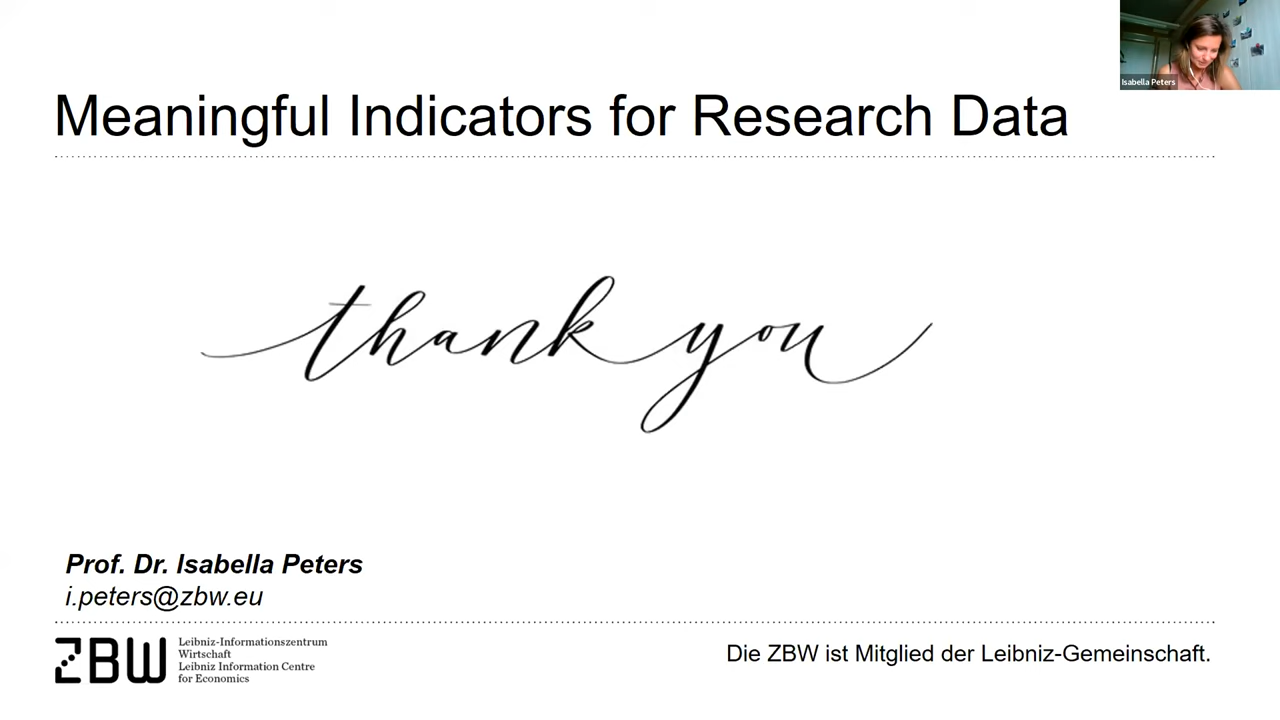 Isabella Peters
Meaningful Indicators for Research Data
thank you
Prof. Dr. Isabella Peters
i.peters@zbw.eu
ZBW
Leibniz-Informationszentrum
Wirtschaft
Leibniz Information Centre
for Economics
Die ZBW ist Mitglied der Leibniz-Gemeinschaft.